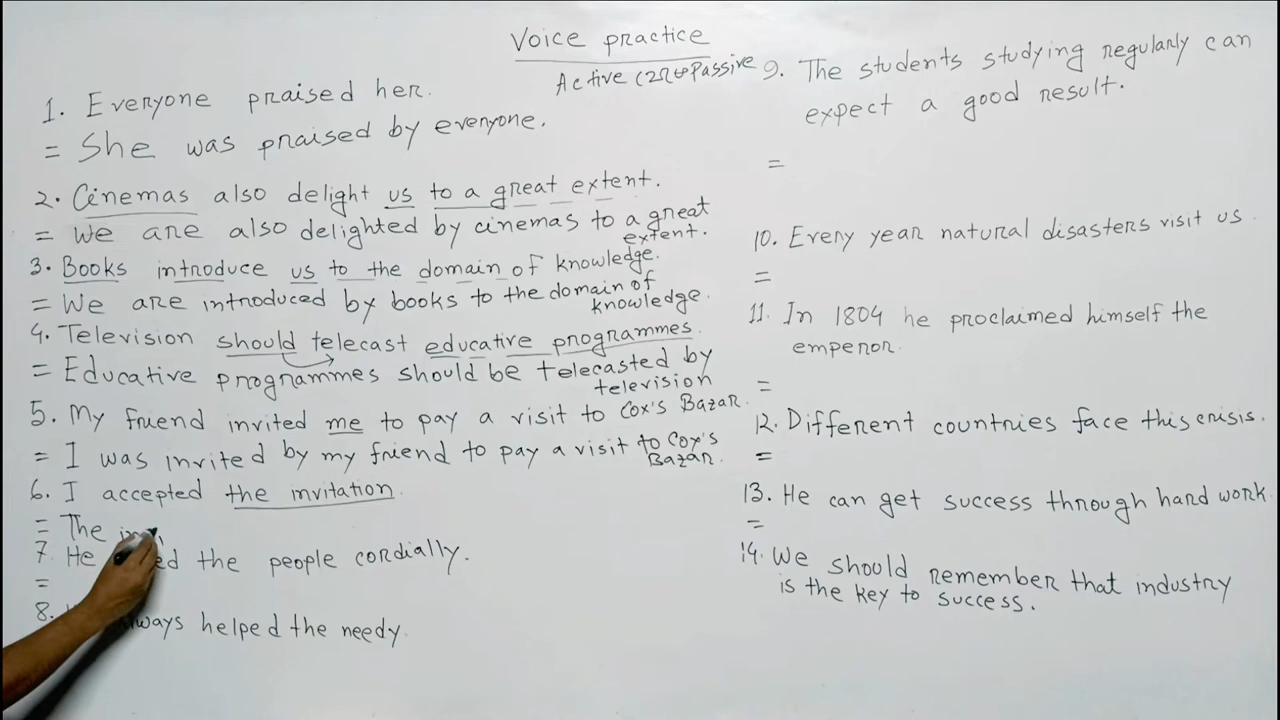 Voice practice
Active থেকে Passive
1. Everyone praised her.
= She was praised by everyone.
2. Cinemas also delight us to a great extent.
= We are also delighted by cinemas to a great
extent.
3. Books introduce us to the domain of knowledge.
= We are introduced by books to the domain of
knowledge.
4. Television should telecast educative programmes.
= Educative programmes should be telecasted by
television
5. My friend invited me to pay a visit to Cox's Bazar.
= I was invited by my friend to pay a visit to Cox's
Bazar.
6. I accepted the invitation.
= The
7. He the people cordially.
=
8. always helped the needy.
9. The students studying regularly can
expect a good result.
=
10. Every year natural disasters visit us.
=
11. In 1804 he proclaimed himself the
emperor.
=
12. Different countries face this crisis.
=
13. He can get success through hard work.
=
14. We should remember that industry
is the key to success.